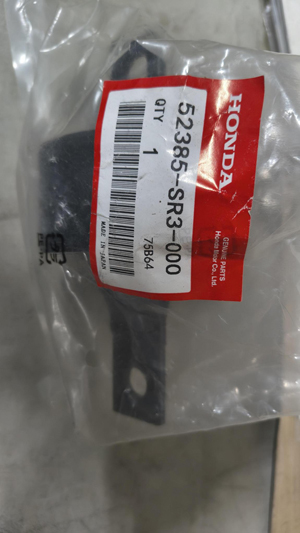 HONDA
GENUINE PARTS
Honda Motor Co., Ltd.
52385-SR3-000
QTY
1
75B64
MADE IN JAPAN